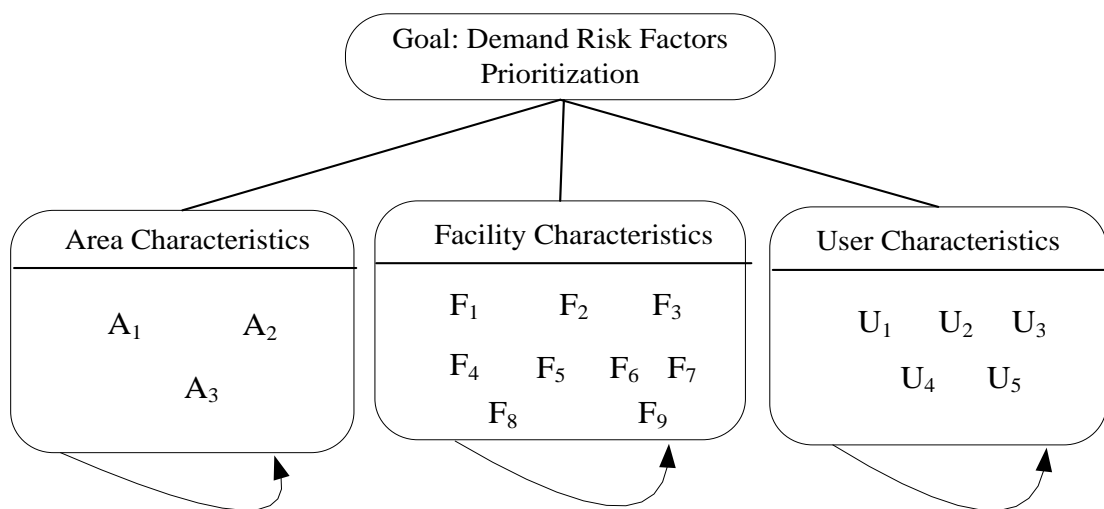 Goal: Demand Risk Factors
Prioritization
Area Characteristics
A₁ A₂
A₃
Facility Characteristics
F₁ F₂ F₃
F₄ F₅ F₆ F₇
F₈ F₉
User Characteristics
U₁ U₂ U₃
U₄ U₅